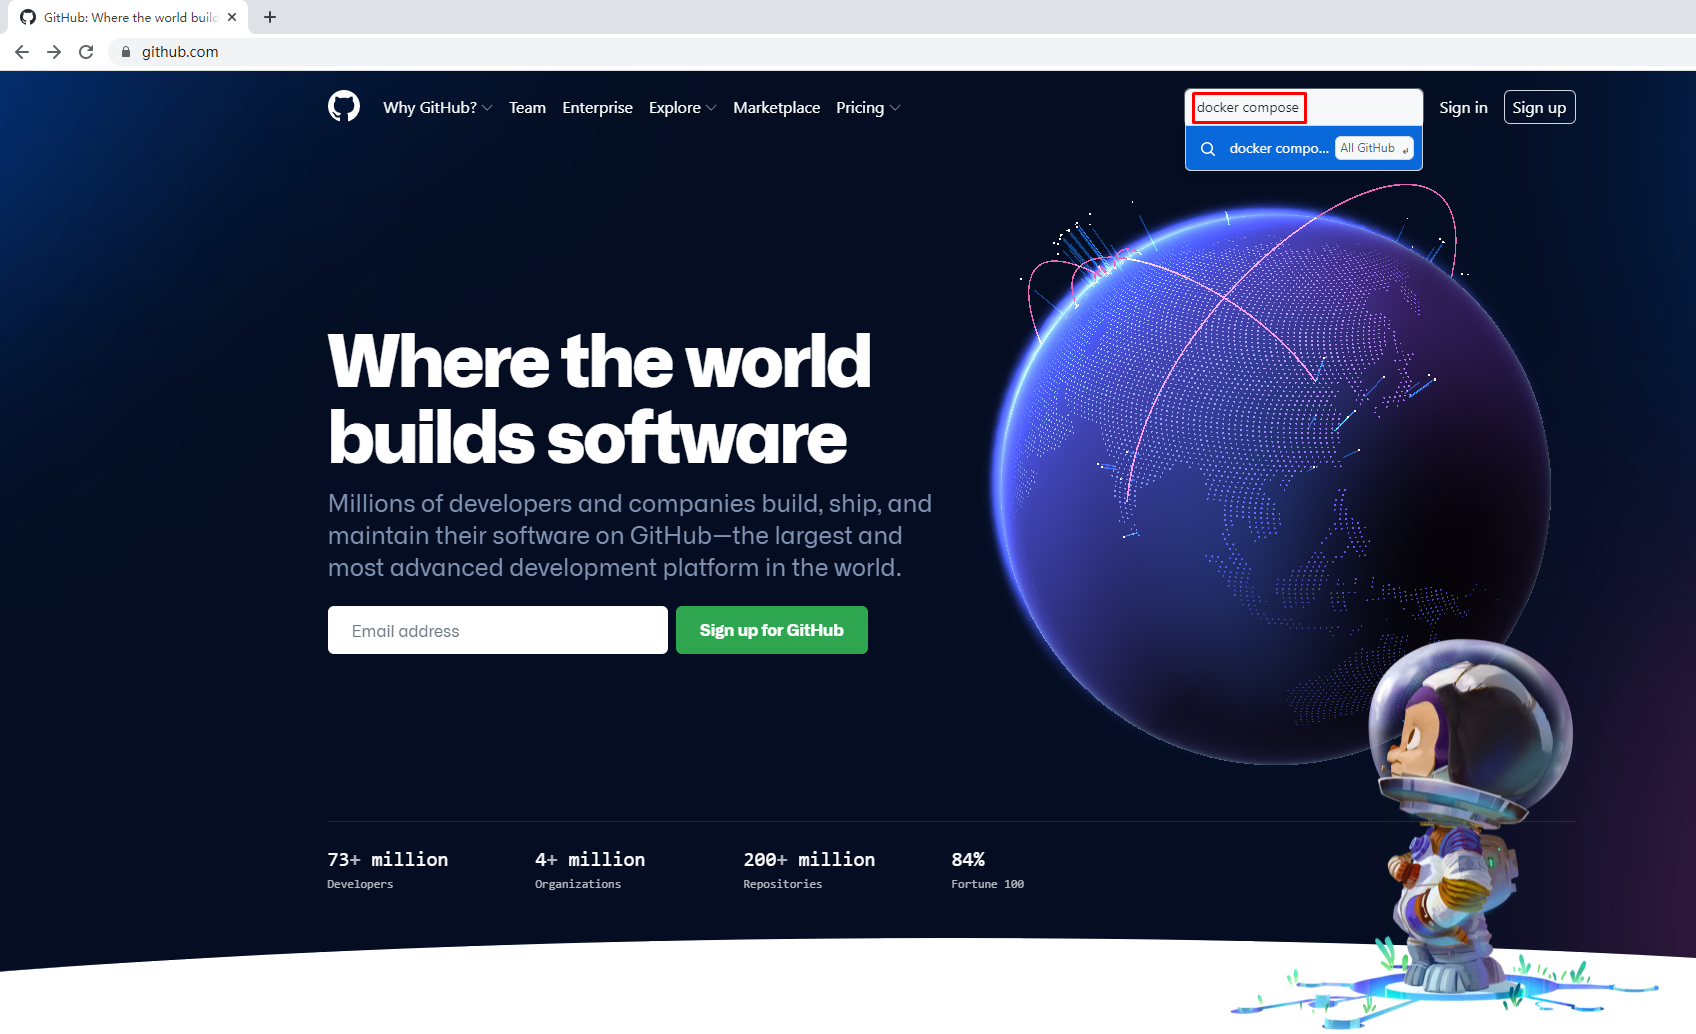 GitHub: Where the world build
github.com
Why GitHub? Team Enterprise Explore Marketplace Pricing
docker compose
Sign in Sign up
docker compo... All GitHub
Where the world
builds software
Millions of developers and companies build, ship, and
maintain their software on GitHub—the largest and
most advanced development platform in the world.
Email address
Sign up for GitHub
73+ million 4+ million 200+ million 84%
Developers Organizations Repositories Fortune 100